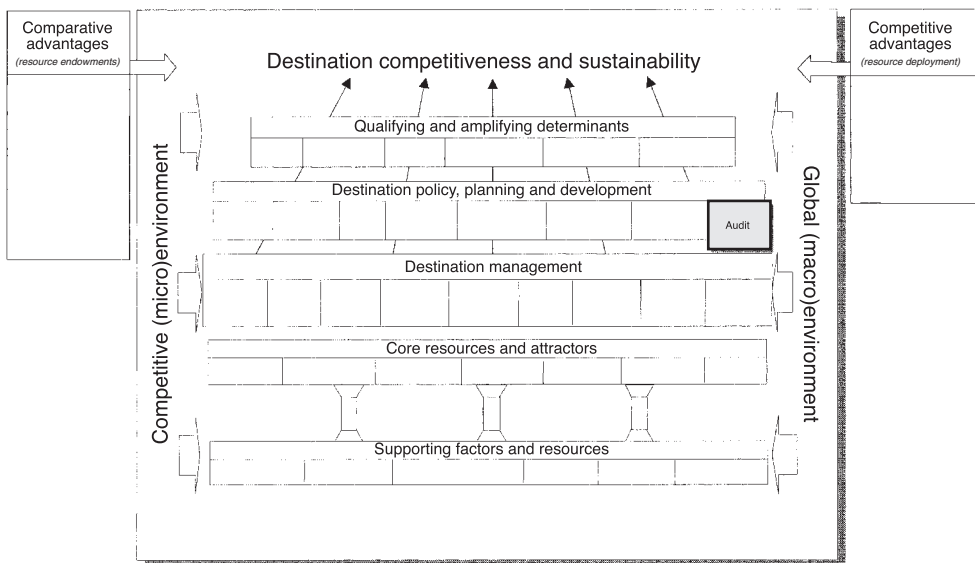 Comparative
advantages
(resource endowments)
Competitive
advantages
(resource deployment)
Destination competitiveness and sustainability
Qualifying and amplifying determinants
Destination policy, planning and development
Audit
Destination management
Core resources and attractors
Supporting factors and resources
Competitive (micro)environment
Global (macro)environment